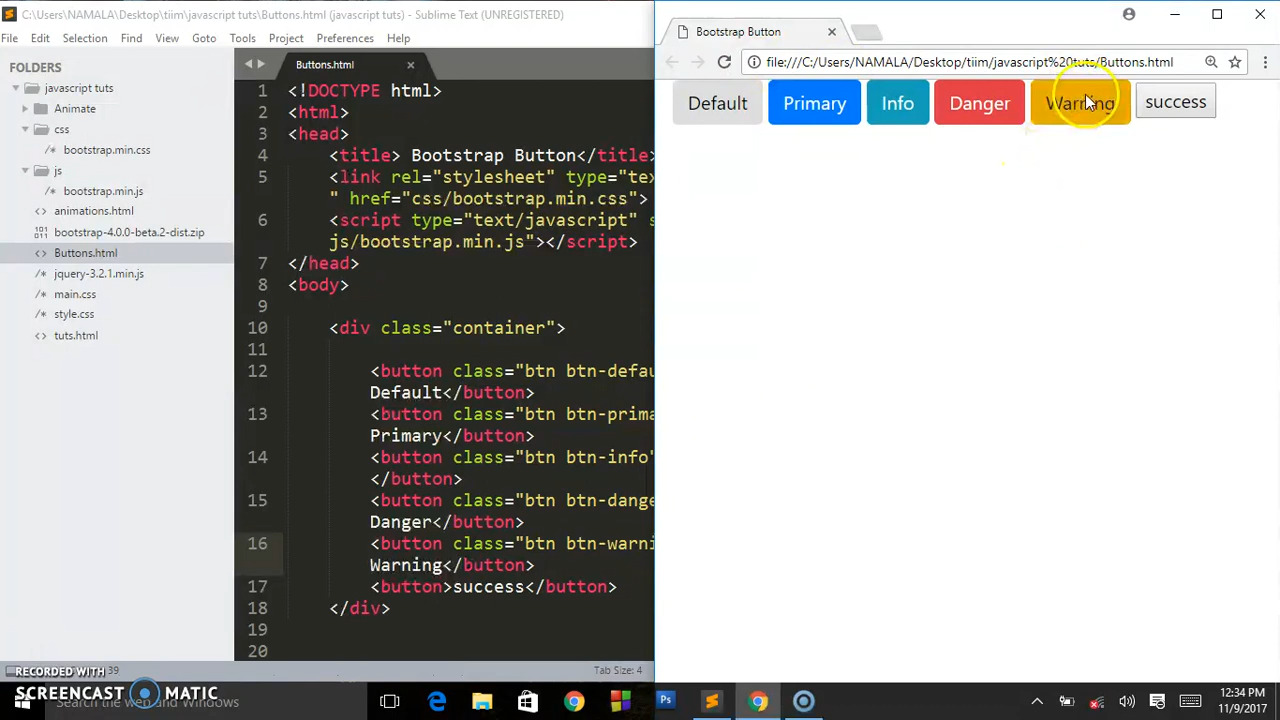 C:\Users\NAMALA\Desktop\tiim\javascript tuts\Buttons.html (javascript tuts) - Sublime Text (UNREGISTERED)
File Edit Selection Find View Goto Tools Project Preferences Help
FOLDERS
javascript tuts
Animate
css
bootstrap.min.css
js
bootstrap.min.js
animations.html
bootstrap-4.0.0-beta.2-dist.zip
Buttons.html
jquery-3.2.1.min.js
main.css
style.css
tuts.html
Buttons.html
1 <!DOCTYPE html>
2 <html>
3 <head>
4 <title> Bootstrap Button</title>
5 <link rel="stylesheet" type="tex
" href="css/bootstrap.min.css">
6 <script type="text/javascript" s
js/bootstrap.min.js"></script>
7 </head>
8 <body>
9
10 <div class="container">
11
12 <button class="btn btn-defau
Default</button>
13 <button class="btn btn-prima
Primary</button>
14 <button class="btn btn-info"
</button>
15 <button class="btn btn-dange
Danger</button>
16 <button class="btn btn-warni
Warning</button>
17 <button>success</button>
18 </div>
19
20
39 Tab Size: 4
Bootstrap Button
file:///C:/Users/NAMALA/Desktop/tiim/javascript%20tuts/Buttons.html
Default Primary Info Danger Warning success
RECORDED WITH
SCREENCAST MATIC
Search the web and Windows
Ps
12:34 PM
11/9/2017